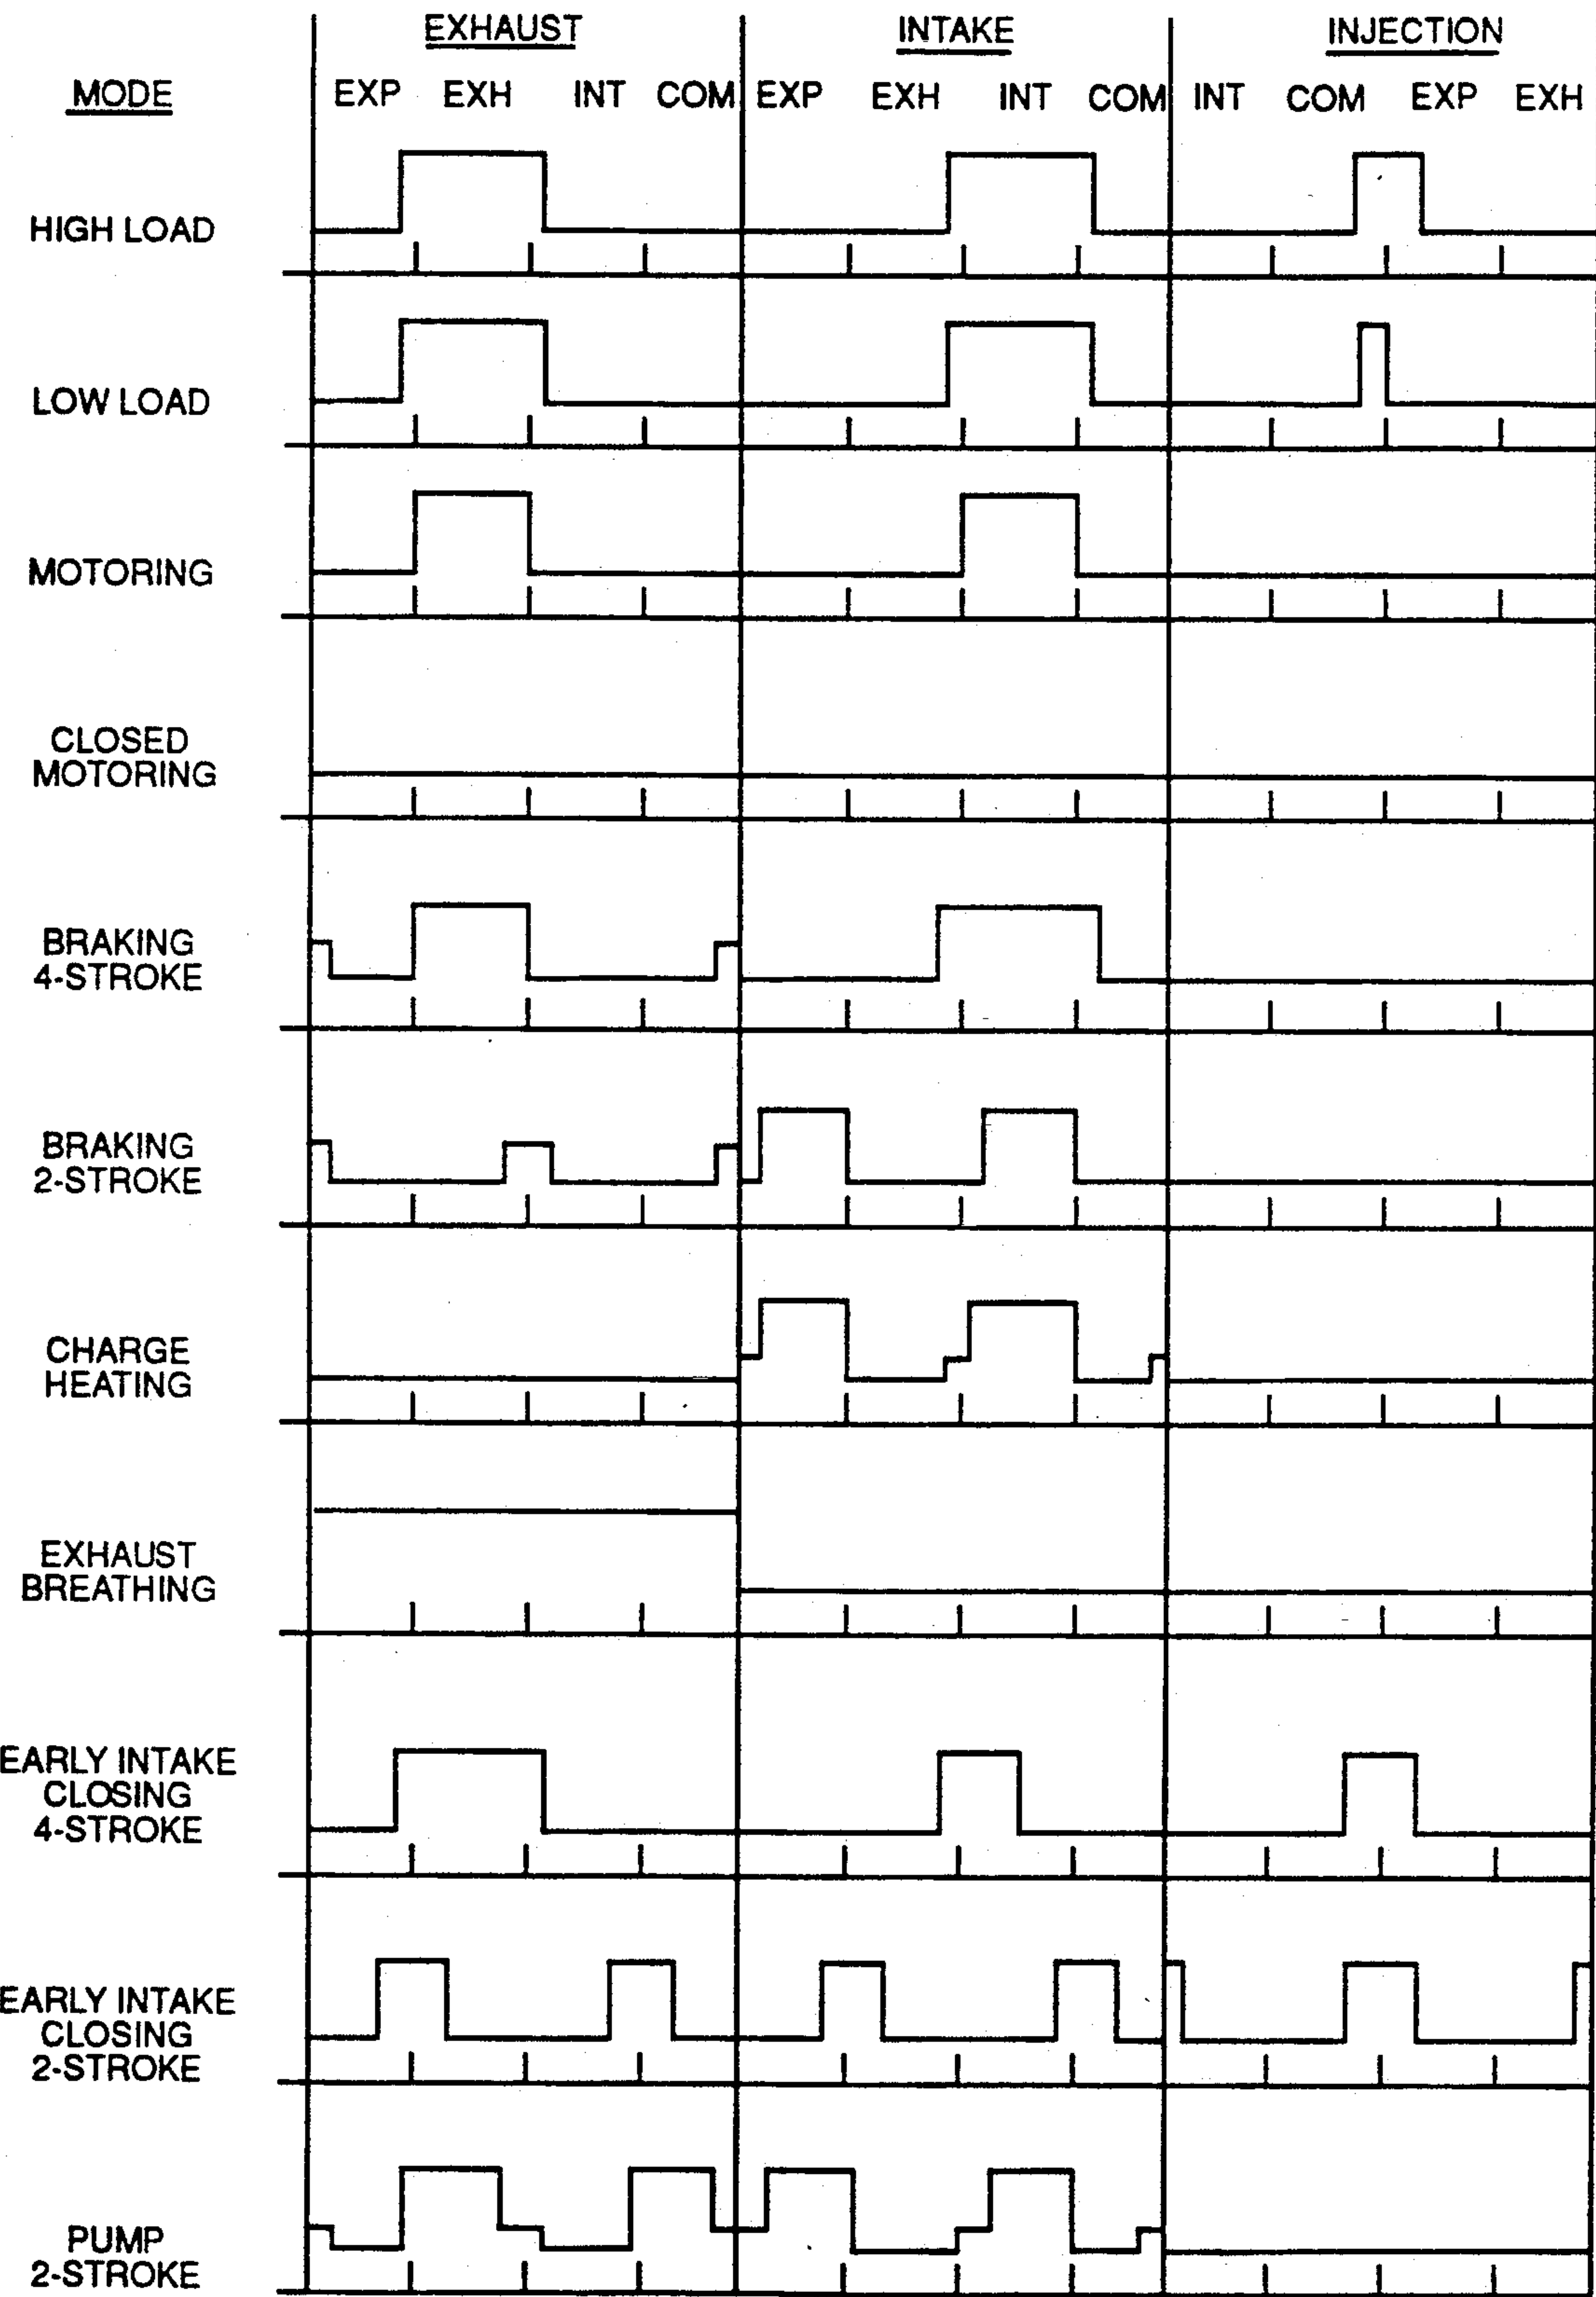 EXHAUST INTAKE INJECTION
MODE EXP EXH INT COM EXP EXH INT COM INT COM EXP EXH
HIGH LOAD
LOW LOAD
MOTORING
CLOSED
MOTORING
BRAKING
4-STROKE
BRAKING
2-STROKE
CHARGE
HEATING
EXHAUST
BREATHING
EARLY INTAKE
CLOSING
4-STROKE
EARLY INTAKE
CLOSING
2-STROKE
PUMP
2-STROKE